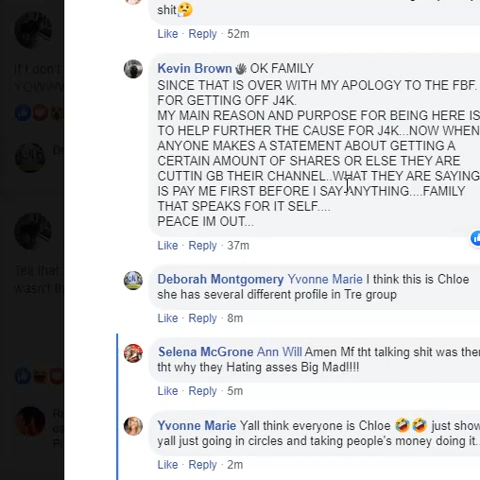 shit🤔
Like · Reply · 52m
Kevin Brown 👋 OK FAMILY
SINCE THAT IS OVER WITH MY APOLOGY TO THE FBF.
FOR GETTING OFF J4K.
MY MAIN REASON AND PURPOSE FOR BEING HERE IS
TO HELP FURTHER THE CAUSE FOR J4K...NOW WHEN
ANYONE MAKES A STATEMENT ABOUT GETTING A
CERTAIN AMOUNT OF SHARES OR ELSE THEY ARE
CUTTIN GB THEIR CHANNEL..WHAT THEY ARE SAYING
IS PAY ME FIRST BEFORE I SAY ANYTHING....FAMILY
THAT SPEAKS FOR IT SELF....
PEACE IM OUT...
Like · Reply · 37m
Deborah Montgomery Yvonne Marie I think this is Chloe
she has several different profile in Tre group
Like · Reply · 8m
Selena McGrone Ann Will Amen Mf tht talking shit was ther
tht why they Hating asses Big Mad!!!!
Like · Reply · 5m
Yvonne Marie Yall think everyone is Chloe 🤣🤣 just show
yall just going in circles and taking people's money doing it..
Like · Reply · 2m